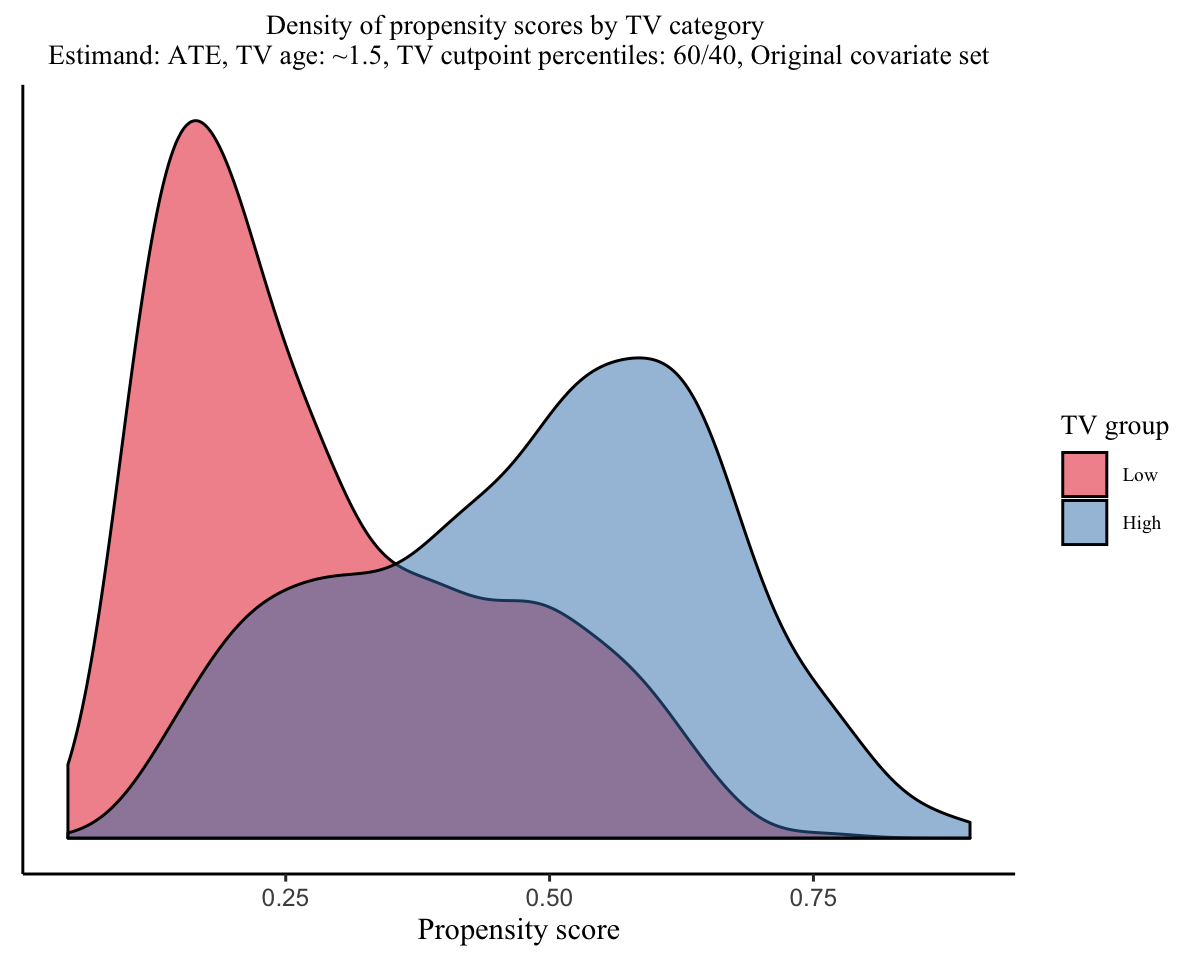 Density of propensity scores by TV category
Estimand: ATE, TV age: ~1.5, TV cutpoint percentiles: 60/40, Original covariate set
TV group
Low
High
0.25
0.50
0.75
Propensity score